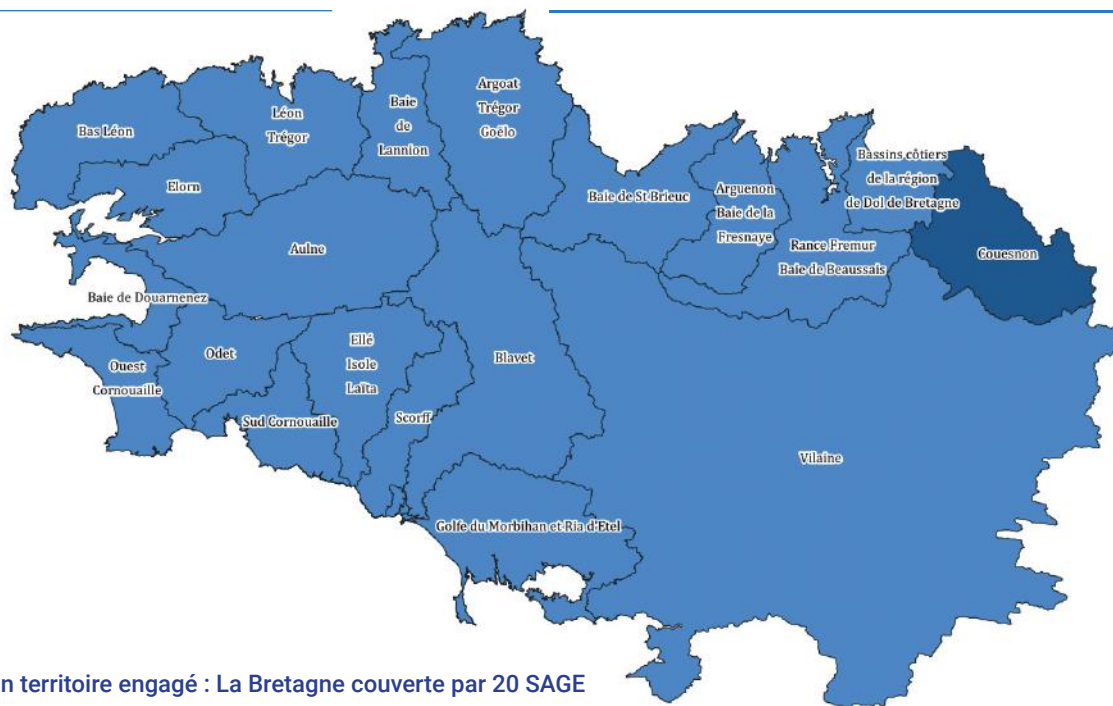 Bas Léon
Léon
Trégor
Baie
de
Lannion
Argoat
Trégor
Goëlo
Elorn
Baie de St Brieuc
Arguenon
Baie de la
Fresnaye
Bassins côtiers
de la région
de Dol de Bretagne
Rance Fremur
Baie de Beaussais
Couesnon
Aulne
Baie de Douarnenez
Ouest
Cornouaille
Odet
Ellé
Isole
Laïta
Blavet
Sud Cornouaille
Scorff
Vilaine
Golfe du Morbihan et Ria d'Etel
n territoire engagé : La Bretagne couverte par 20 SAGE